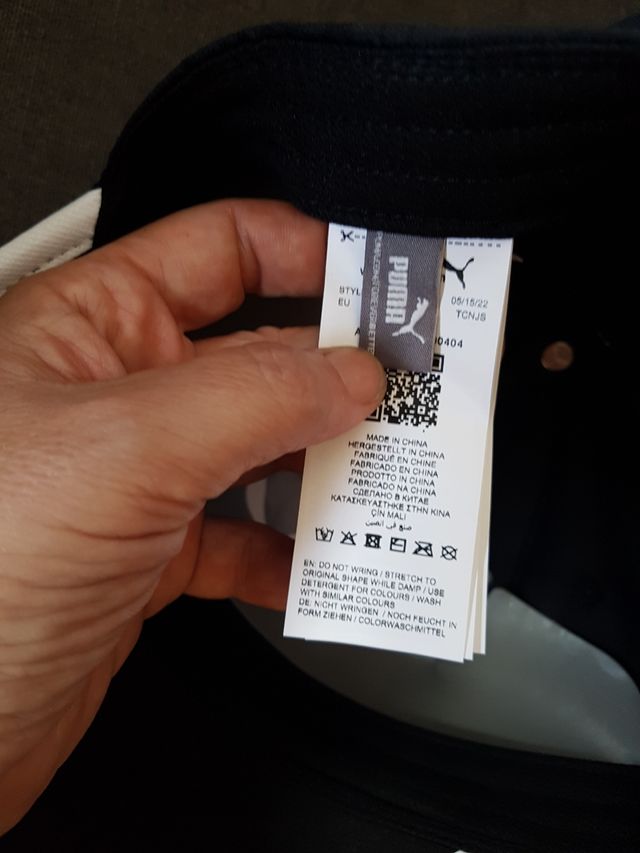 STYL
EU
05/15/22
TCNJS
0404
PUMA
MADE IN CHINA
HERGESTELLT IN CHINA
FABRIQUÉ EN CHINE
FABRICADO EN CHINA
PRODOTTO IN CHINA
FABRICADO NA CHINA
СДЕЛАНО В КИТАЕ
ΚΑΤΑΣΚΕΥΑΣΤΗΚΕ ΣΤΗΝ ΚΙΝΑ
ÇİN MALI
صنع في الصين
EN: DO NOT WRING / STRETCH TO
ORIGINAL SHAPE WHILE DAMP / USE
DETERGENT FOR COLOURS / WASH
WITH SIMILAR COLOURS
DE: NICHT WRINGEN / NOCH FEUCHT IN
FORM ZIEHEN / COLORWASCHMITTEL